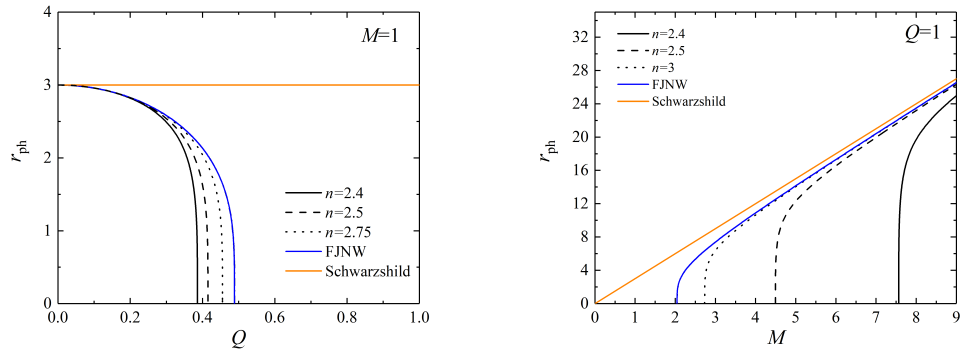 4
3
2
1
0
r_ph
M=1
n=2.4
n=2.5
n=2.75
FJNW
Schwarzshild
0.0 0.2 0.4 0.6 0.8 1.0
Q
32
28
24
20
16
12
8
4
0
r_ph
Q=1
n=2.4
n=2.5
n=3
FJNW
Schwarzshild
0 1 2 3 4 5 6 7 8 9
M